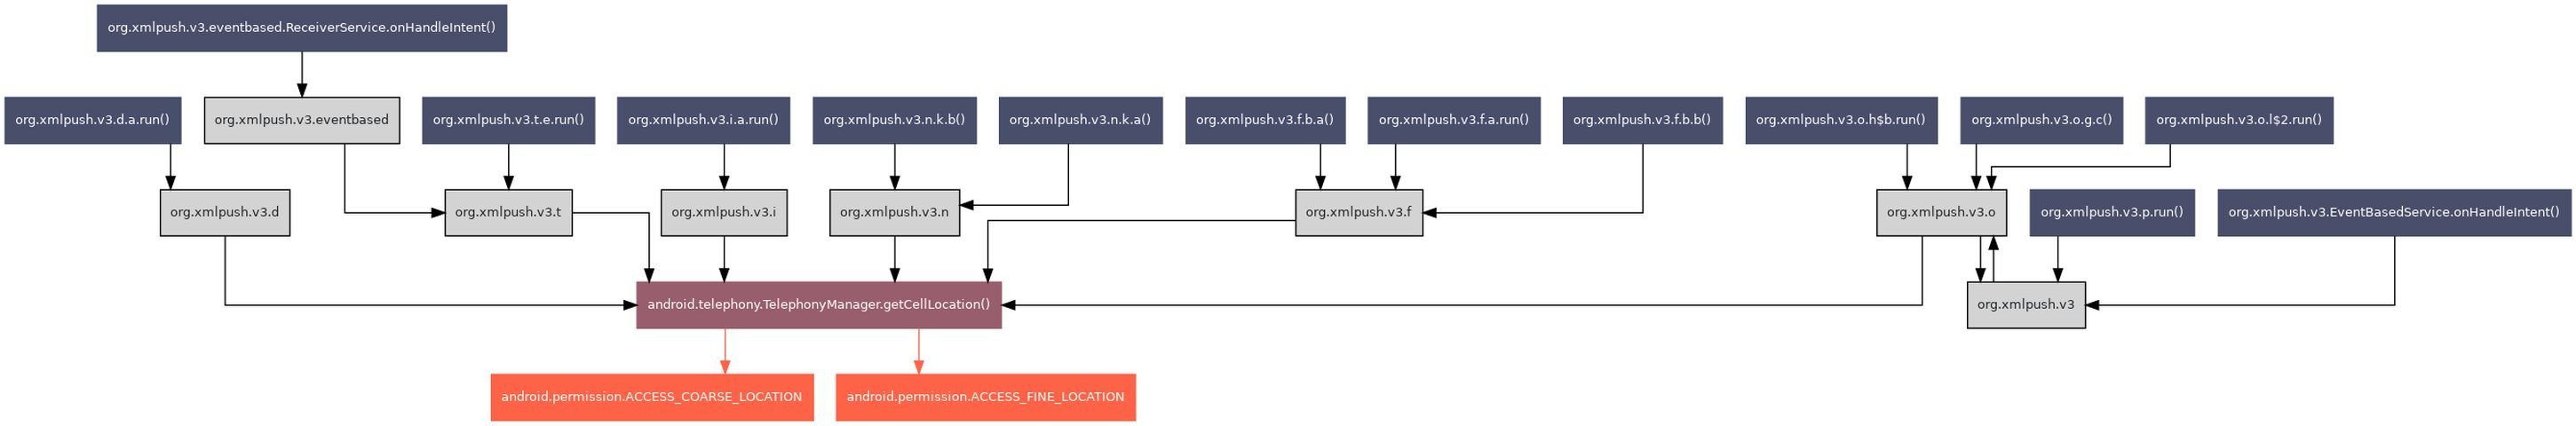 org.xmlpush.v3.eventbased.ReceiverService.onHandleIntent()
org.xmlpush.v3.d.a.run()
org.xmlpush.v3.eventbased
org.xmlpush.v3.t.e.run()
org.xmlpush.v3.i.a.run()
org.xmlpush.v3.n.k.b()
org.xmlpush.v3.n.k.a()
org.xmlpush.v3.f.b.a()
org.xmlpush.v3.f.a.run()
org.xmlpush.v3.f.b.b()
org.xmlpush.v3.o.h$b.run()
org.xmlpush.v3.o.g.c()
org.xmlpush.v3.o.l$2.run()
org.xmlpush.v3.d
org.xmlpush.v3.t
org.xmlpush.v3.i
org.xmlpush.v3.n
org.xmlpush.v3.f
org.xmlpush.v3.o
org.xmlpush.v3.p.run()
org.xmlpush.v3.EventBasedService.onHandleIntent()
android.telephony.TelephonyManager.getCellLocation()
org.xmlpush.v3
android.permission.ACCESS_COARSE_LOCATION
android.permission.ACCESS_FINE_LOCATION